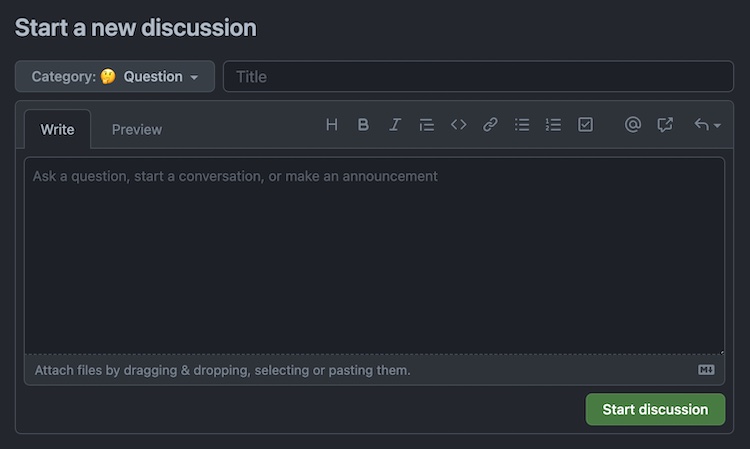 Start a new discussion
Category: 🤔 Question
Title
Write Preview
Ask a question, start a conversation, or make an announcement
Attach files by dragging & dropping, selecting or pasting them.
Start discussion